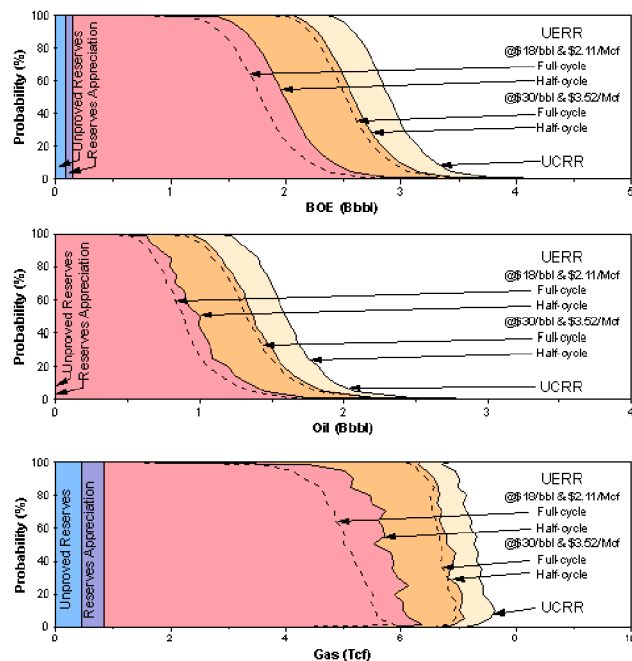 100
80
60
40
20
0
Probability (%)
Unproved Reserves
Reserves Appreciation
UERR
@$18/bbl & $2.11/Mcf
Full-cycle
Half-cycle
@$30/bbl & $3.52/Mcf
Full-cycle
Half-cycle
UCRR
0 1 2 3 4 5
BOE (Bbbl)
100
80
60
40
20
0
Probability (%)
Unproved Reserves
Reserves Appreciation
UERR
@$18/bbl & $2.11/Mcf
Full-cycle
Half-cycle
@$30/bbl & $3.52/Mcf
Full-cycle
Half-cycle
UCRR
0 1 2 3 4
Oil (Bbbl)
100
80
60
40
20
0
Probability (%)
Unproved Reserves
Reserves Appreciation
UERR
@$18/bbl & $2.11/Mcf
Full-cycle
Half-cycle
@$30/bbl & $3.52/Mcf
Full-cycle
Half-cycle
UCRR
0 2 4 6 0 10
Gas (Tcf)